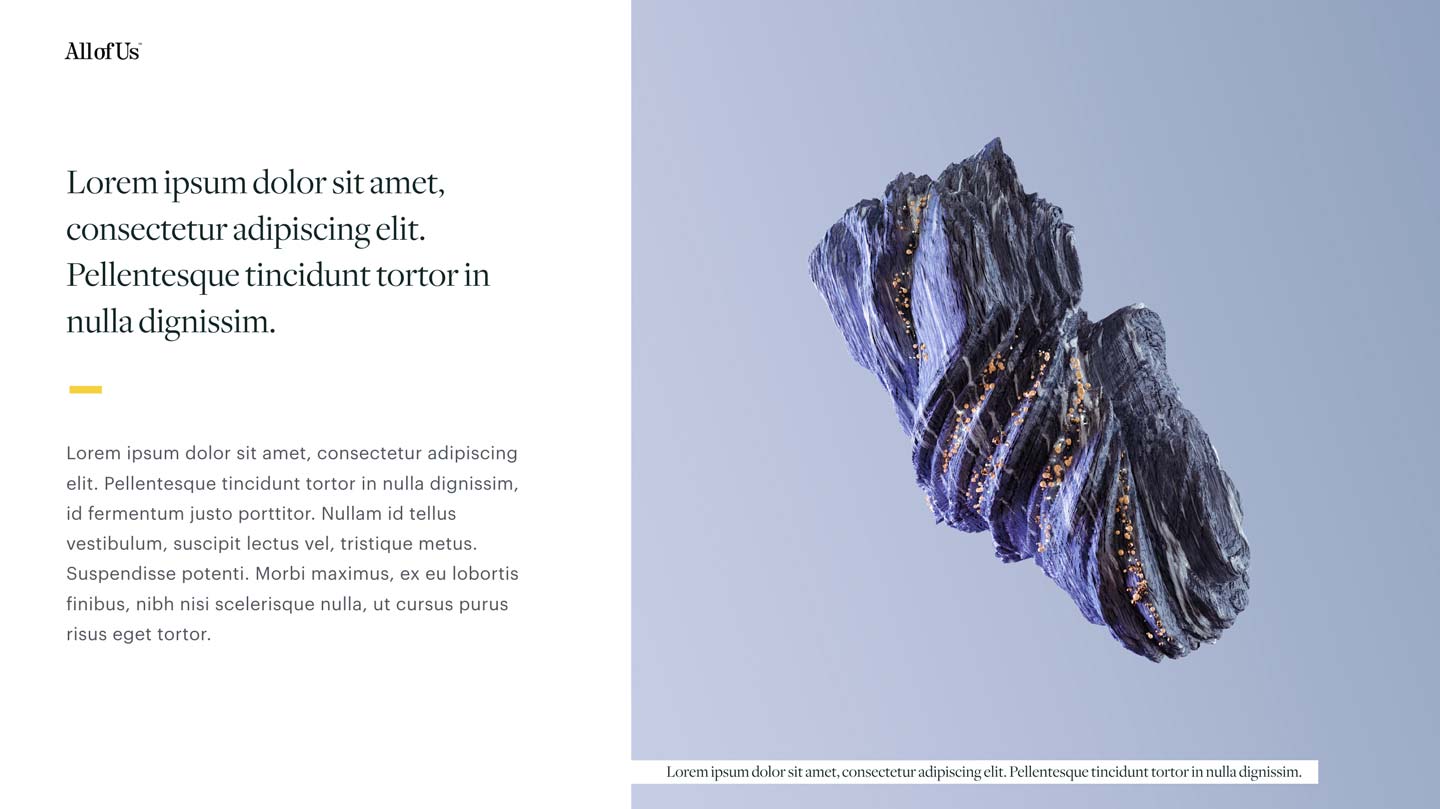 All of Us™
Lorem ipsum dolor sit amet,
consectetur adipiscing elit.
Pellentesque tincidunt tortor in
nulla dignissim.
Lorem ipsum dolor sit amet, consectetur adipiscing
elit. Pellentesque tincidunt tortor in nulla dignissim,
id fermentum justo porttitor. Nullam id tellus
vestibulum, suscipit lectus vel, tristique metus.
Suspendisse potenti. Morbi maximus, ex eu lobortis
finibus, nibh nisi scelerisque nulla, ut cursus purus
risus eget tortor.
Lorem ipsum dolor sit amet, consectetur adipiscing elit. Pellentesque tincidunt tortor in nulla dignissim.